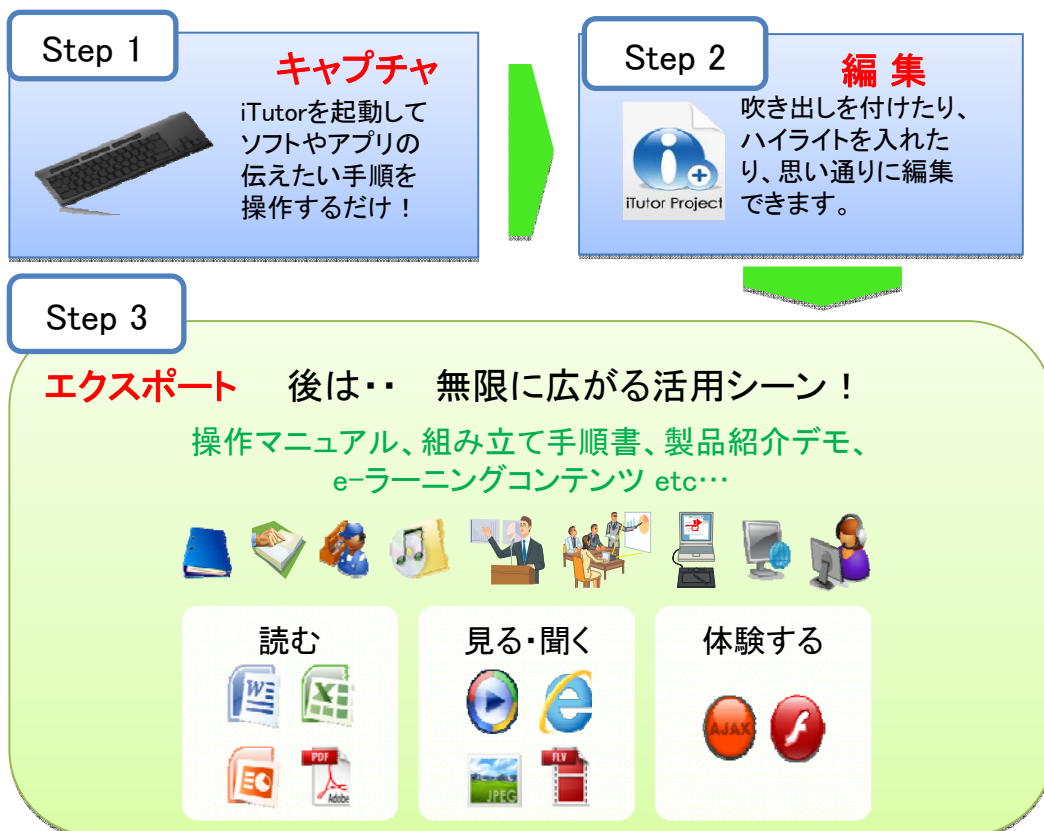 Step 1
キャプチャ
iTutorを起動して
ソフトやアプリの
伝えたい手順を
操作するだけ！
Step 2
編 集
吹き出しを付けたり、
ハイライトを入れた
り、思い通りに編集
できます。
iTutor Project
Step 3
エクスポート 後は・・ 無限に広がる活用シーン！
操作マニュアル、組み立て手順書、製品紹介デモ、
e-ラーニングコンテンツ etc…
読む
見る・聞く
体験する
PDF
Adobe
JPEG
FLV
AJAX